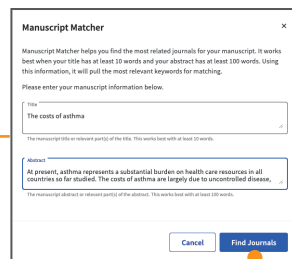 Manuscript Matcher
×
Manuscript Matcher helps you find the most related journals for your manuscript. It works
best when your title has at least 10 words and your abstract has at least 100 words. Using
this information, it will pull the most relevant keywords for matching.
Please enter your manuscript information below.
Title
The costs of asthma
The manuscript title or relevant part(s) of the title. This works best with at least 10 words.
Abstract
At present, asthma represents a substantial burden on health care resources in all
countries so far studied. The costs of asthma are largely due to uncontrolled disease,
The manuscript abstract or relevant part(s) of the abstract. This works best with at least 100 words.
Cancel
Find Journals